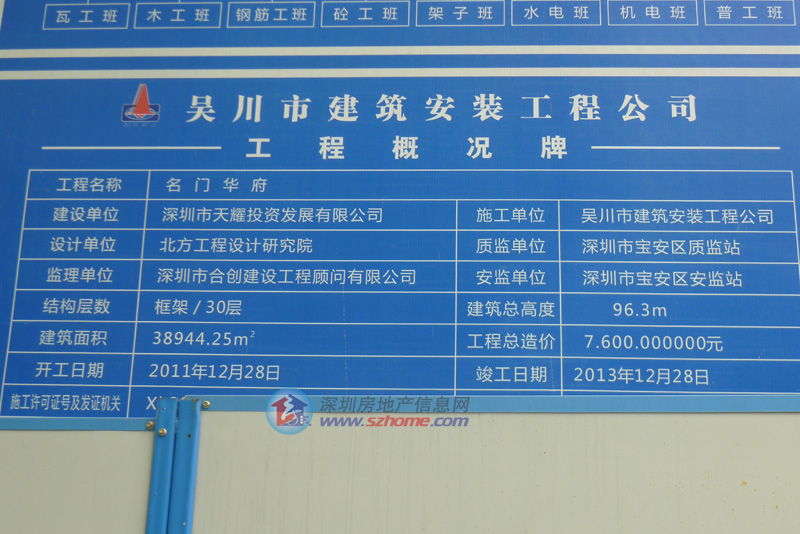 瓦工班 木工班 钢筋工班 砼工班 架子班 水电班 机电班 普工班
吴川市建筑安装工程公司
工程概况牌
工程名称 名门华府
建设单位 深圳市天耀投资发展有限公司 施工单位 吴川市建筑安装工程公司
设计单位 北方工程设计研究院 质监单位 深圳市宝安区质监站
监理单位 深圳市合创建设工程顾问有限公司 安监单位 深圳市宝安区安监站
结构层数 框架/30层 建筑总高度 96.3m
建筑面积 38944.25m² 工程总造价 7.600.000000元
开工日期 2011年12月28日 竣工日期 2013年12月28日
施工许可证号及发证机关
深圳房地产信息网
www.szhome.com